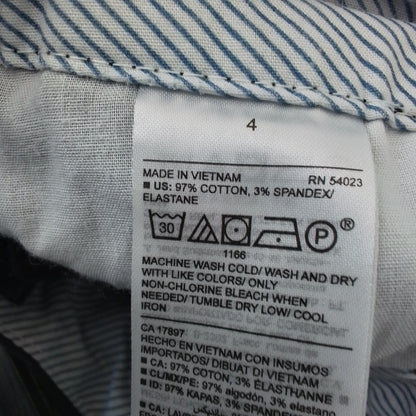 4
MADE IN VIETNAM RN 54023
■ US: 97% COTTON, 3% SPANDEX/
ELASTANE
30 P ®
1166
MACHINE WASH COLD/ WASH AND DRY
WITH LIKE COLORS/ ONLY
NON-CHLORINE BLEACH WHEN
NEEDED/ TUMBLE DRY LOW/ COOL
IRON
CA 17897
HECHO EN VIETNAM CON INSUMOS
IMPORTADOS/ DIBUAT DI VIETNAM
■ CA: 97% COTTON, 3% ÉLASTHANNE
■ CL/MX/PE: 97% algodón, 3% elastano
■ ID: 97% KAPAS, 3% ELASTAN